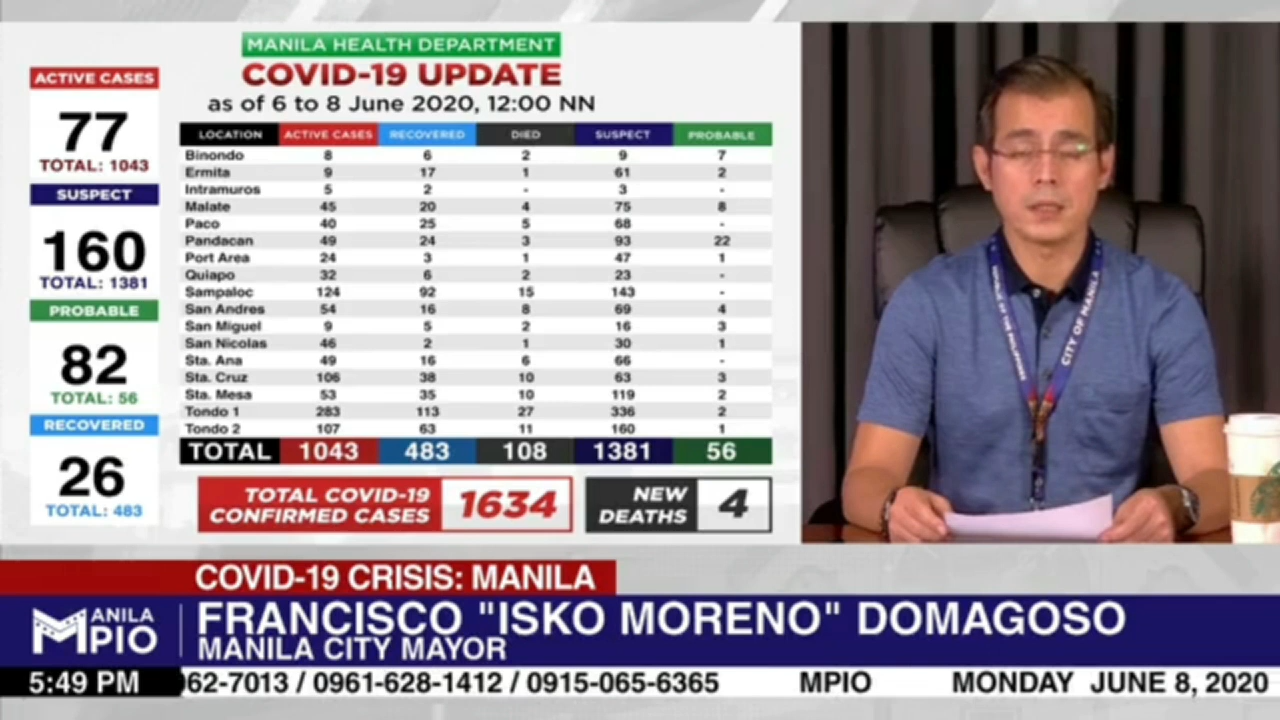 MANILA HEALTH DEPARTMENT
COVID-19 UPDATE
as of 6 to 8 June 2020, 12:00 NN
ACTIVE CASES
77
TOTAL: 1043
SUSPECT
160
TOTAL: 1381
PROBABLE
82
TOTAL: 56
RECOVERED
26
TOTAL: 483
LOCATION ACTIVE CASES RECOVERED DIED SUSPECT PROBABLE
Binondo 8 6 2 9 7
Ermita 9 17 1 61 2
Intramuros 5 2 - 3 -
Malate 45 20 4 75 8
Paco 40 25 5 68 -
Pandacan 49 24 3 93 22
Port Area 24 3 1 47 1
Quiapo 32 6 2 23 -
Sampaloc 124 92 15 143 -
San Andres 54 16 8 69 4
San Miguel 9 5 2 16 3
San Nicolas 46 2 1 30 1
Sta. Ana 49 16 6 66 -
Sta. Cruz 106 38 10 63 3
Sta. Mesa 53 35 10 119 2
Tondo 1 283 113 27 336 2
Tondo 2 107 63 11 160 1
TOTAL 1043 483 108 1381 56
TOTAL COVID-19
CONFIRMED CASES
1634
NEW
DEATHS
4
CITY OF MANILA
COVID-19 CRISIS: MANILA
MANILA
MPIO
FRANCISCO "ISKO MORENO" DOMAGOSO
MANILA CITY MAYOR
5:49 PM )62-7013 / 0961-628-1412 / 0915-065-6365 MPIO MONDAY JUNE 8, 2020